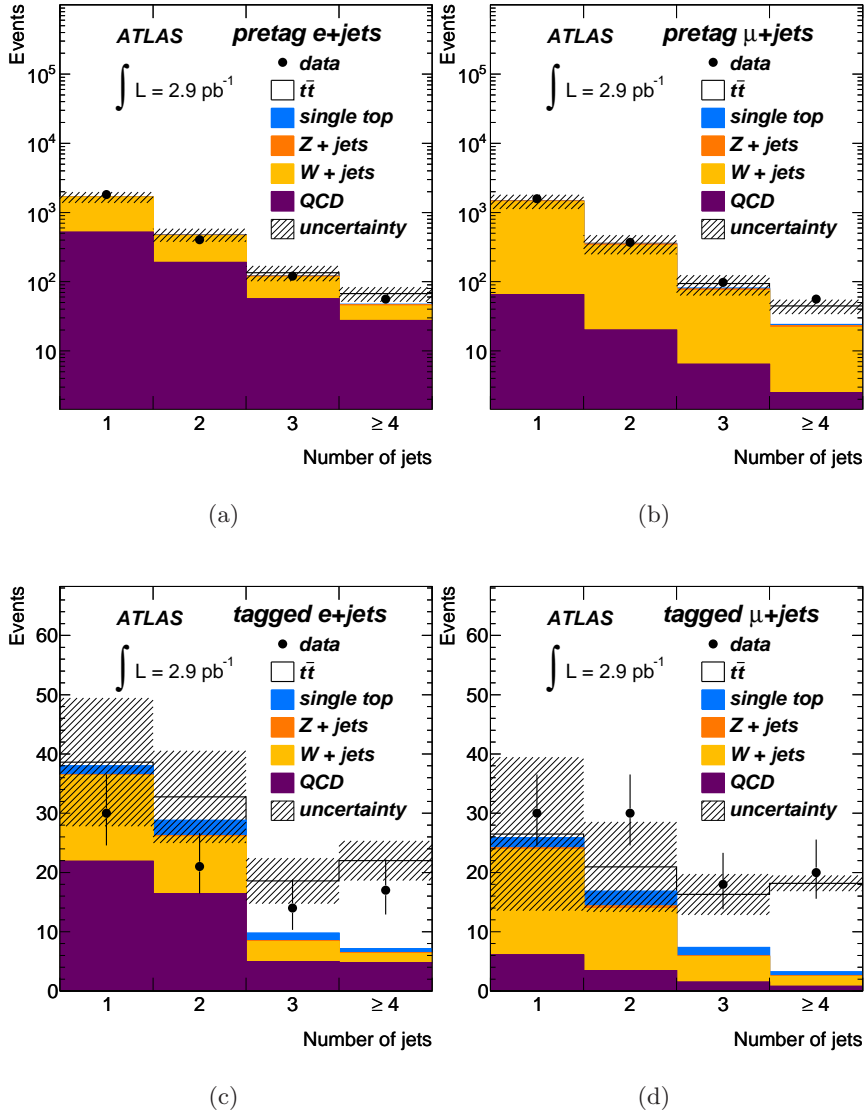 Events
ATLAS pretag e+jets
∫ L = 2.9 pb⁻¹
data
tt̄
single top
Z + jets
W + jets
QCD
uncertainty
10⁵
10⁴
10³
10²
10
1 2 3 ≥ 4
Number of jets
(a)
ATLAS pretag μ+jets
∫ L = 2.9 pb⁻¹
data
tt̄
single top
Z + jets
W + jets
QCD
uncertainty
10⁵
10⁴
10³
10²
10
1 2 3 ≥ 4
Number of jets
(b)
Events
ATLAS tagged e+jets
∫ L = 2.9 pb⁻¹
data
tt̄
single top
Z + jets
W + jets
QCD
uncertainty
60
50
40
30
20
10
0
1 2 3 ≥ 4
Number of jets
(c)
Events
ATLAS tagged μ+jets
∫ L = 2.9 pb⁻¹
data
tt̄
single top
Z + jets
W + jets
QCD
uncertainty
60
50
40
30
20
10
0
1 2 3 ≥ 4
Number of jets
(d)